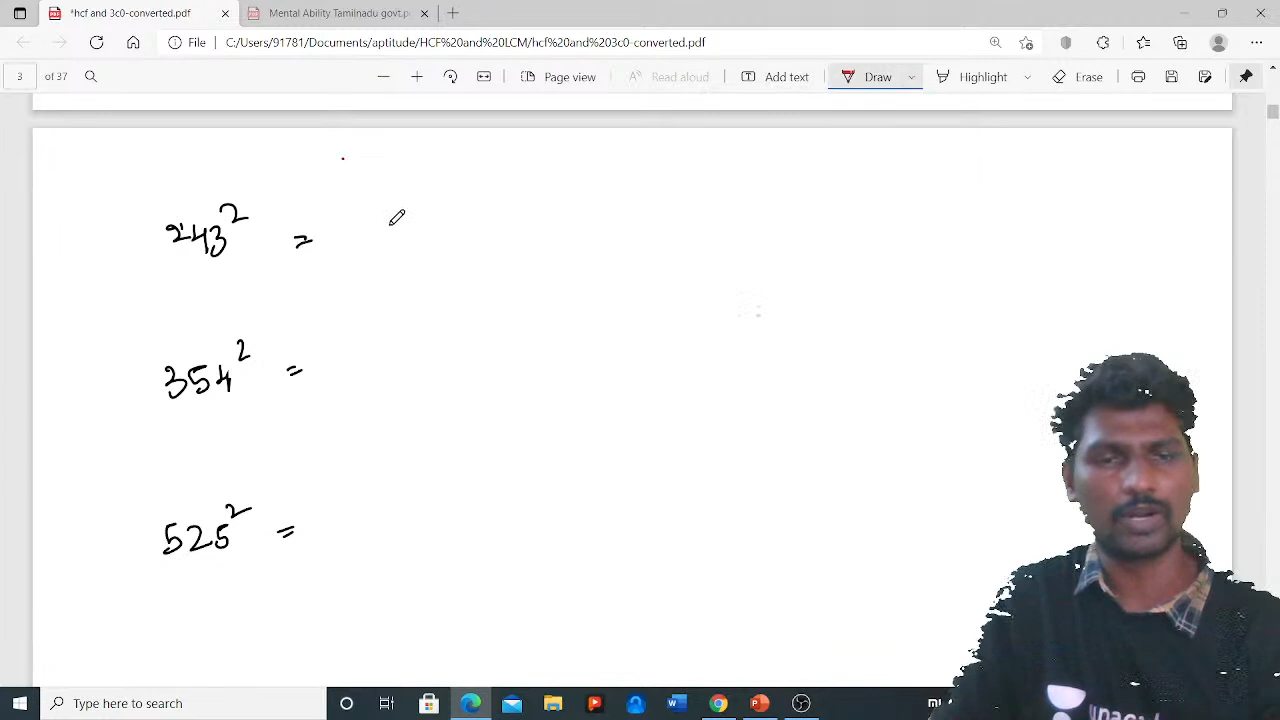 *hcf and 3c0-converted.pdf
Mental Ability Tamilnadu govt.p
File
C:/Users/91781/Documents/aptitude/HCF%20and%20LCM/hcf%20and%203c0-converted.pdf
3 of 37
Page view
Read aloud
Add text
Draw
Highlight
Erase
243² =
354² =
525² =
Type here to search